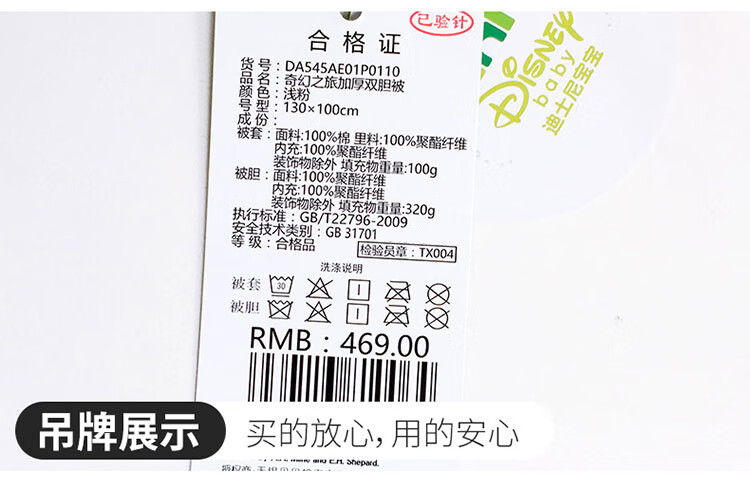 已验针
合格证
货号:DA545AE01P0110
品名:奇幻之旅加厚双胆被
颜色:浅粉
号型:130×100cm
成份:
被套:面料:100%棉 里料:100%聚酯纤维
内充:100%聚酯纤维
装饰物除外 填充物重量:100g
被胆:面料:100%聚酯纤维
内充:100%聚酯纤维
装饰物除外 填充物重量:320g
执行标准:GB/T22796-2009
安全技术类别:GB 31701
等级:合格品
检验员章:TX004
洗涤说明
被套 30
被胆
RMB:469.00
DISNEY
baby
迪士尼宝宝
吊牌展示
买的放心,用的安心
and E.H. Shepard.